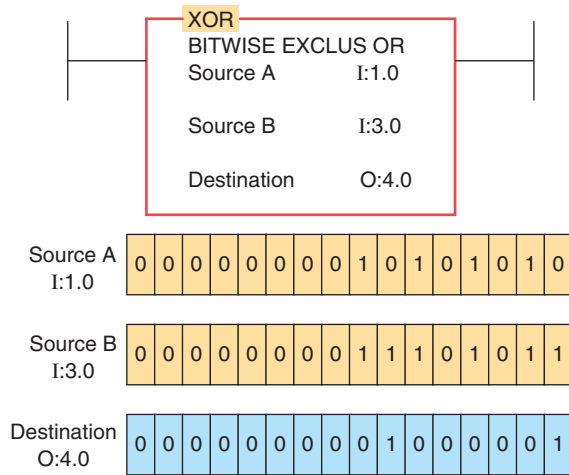 XOR
BITWISE EXCLUS OR
Source A I:1.0
Source B I:3.0
Destination O:4.0
Source A
I:1.0
0 0 0 0 0 0 0 0 1 0 1 0 1 0 1 0
Source B
I:3.0
0 0 0 0 0 0 0 0 1 1 1 0 1 0 1 1
Destination
O:4.0
0 0 0 0 0 0 0 0 0 1 0 0 0 0 0 1